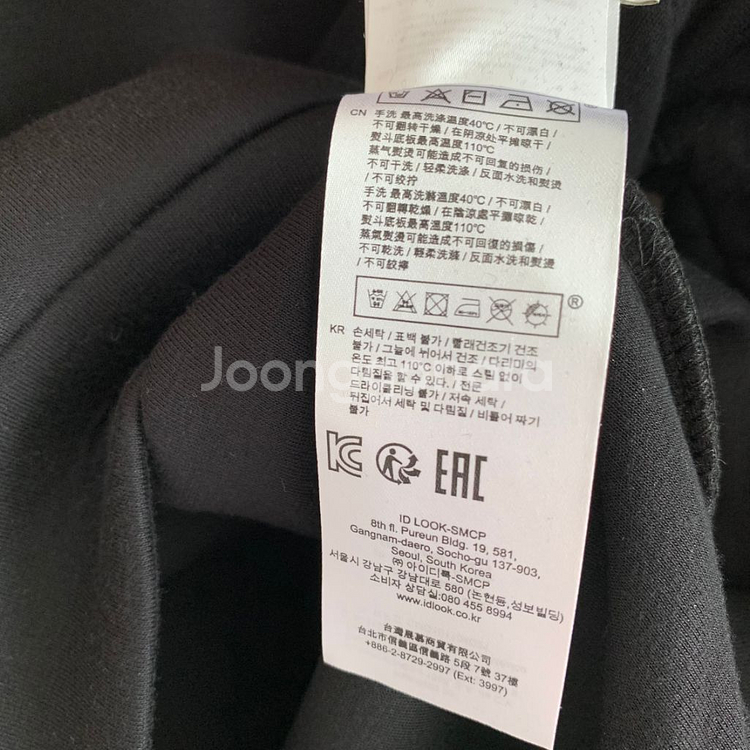 CN 手洗 最高洗涤温度40℃ / 不可漂白 /
不可翻转干燥 / 在阴凉处平摊晾干 /
熨斗底板最高温度110℃
蒸气熨烫可能造成不可回复的损伤 /
不可干洗 / 轻柔洗涤 / 反面水洗和熨烫
/ 不可绞拧
手洗 最高洗滌溫度40℃ / 不可漂白 /
不可翻轉乾燥 / 在陰涼處平攤晾乾 /
熨斗底板最高溫度110℃
蒸氣熨燙可能造成不可回復的損傷 /
不可乾洗 / 輕柔洗滌 / 反面水洗和熨燙
/ 不可絞擰
®
KR 손세탁 / 표백 불가 / 빨래건조기 건조
불가 / 그늘에 뉘어서 건조 / 다리마의
온도 최고 110℃ 이하로 스팀 없이
다림질을 할 수 있다. / 전문
드라이클리닝 불가 / 저속 세탁 /
뒤집어서 세탁 및 다림질 / 비틀어 짜기
불가
Joong
KC EAC
ID LOOK-SMCP
8th fl. Pureun Bldg. 19, 581,
Gangnam-daero, Socho-gu 137-903,
Seoul, South Korea
㈜ 아이디룩-SMCP
서울시 강남구 강남대로 580 (논현동,성보빌딩)
소비자 상담실:080 455 8994
www.idlook.co.kr
台灣展慕商貿有限公司
台北市信義區信義路 5段 7號 37樓
+886-2-8729-2997 (Ext: 3997)